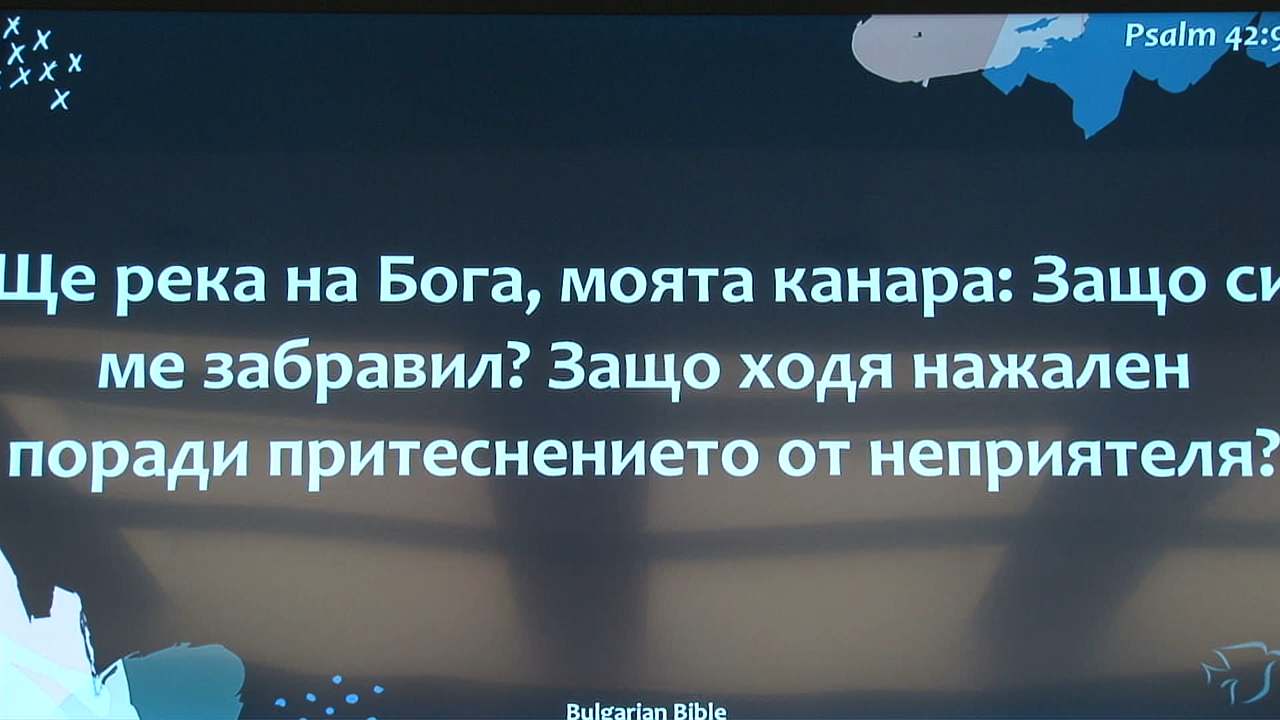 Psalm 42:9
Ще река на Бога, моята канара: Защо си
ме забравил? Защо ходя нажален
поради притеснението от неприятеля?
Bulgarian Bible